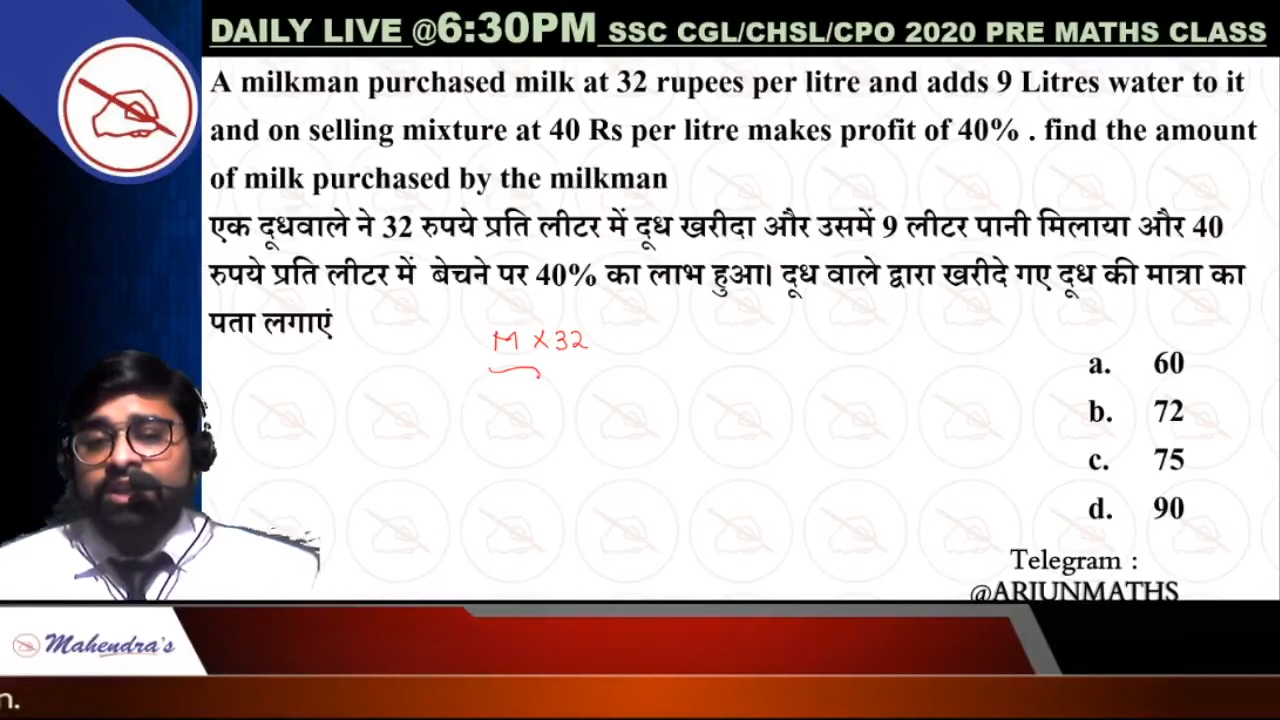 DAILY LIVE @6:30PM SSC CGL/CHSL/CPO 2020 PRE MATHS CLASS
A milkman purchased milk at 32 rupees per litre and adds 9 Litres water to it
and on selling mixture at 40 Rs per litre makes profit of 40% . find the amount
of milk purchased by the milkman
एक दूधवाले ने 32 रुपये प्रति लीटर में दूध खरीदा और उसमें 9 लीटर पानी मिलाया और 40
रुपये प्रति लीटर में बेचने पर 40% का लाभ हुआ। दूध वाले द्वारा खरीदे गए दूध की मात्रा का
पता लगाएं
M × 32
a. 60
b. 72
c. 75
d. 90
Telegram :
@ARJUNMATHS
Mahendra's
n.